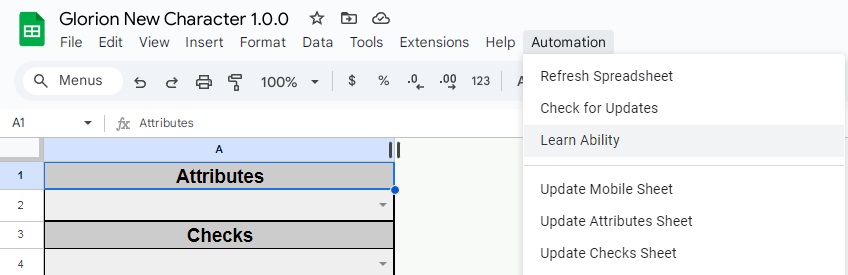 Glorion New Character 1.0.0
File Edit View Insert Format Data Tools Extensions Help Automation
Menus 100% $ % .0 .00 123
A1 fx Attributes
A
1 Attributes
2
3 Checks
4
Refresh Spreadsheet
Check for Updates
Learn Ability
Update Mobile Sheet
Update Attributes Sheet
Update Checks Sheet